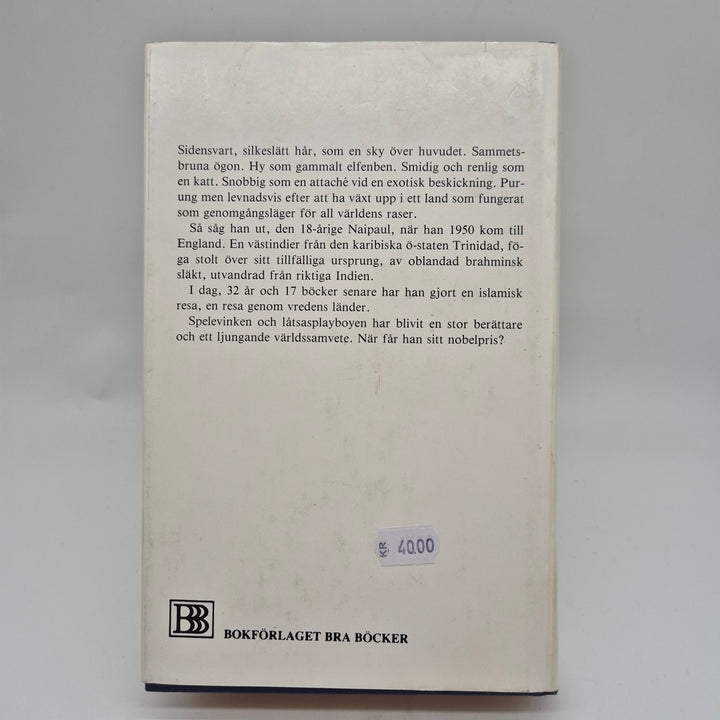 Sidensvart, silkeslätt hår, som en sky över huvudet. Sammets-
bruna ögon. Hy som gammalt elfenben. Smidig och renlig som
en katt. Snobbig som en attaché vid en exotisk beskickning. Pur-
ung men levnadsvis efter att ha växt upp i ett land som fungerat
som genomgångsläger för all världens raser.
Så såg han ut, den 18-årige Naipaul, när han 1950 kom till
England. En västindier från den karibiska ö-staten Trinidad, fö-
ga stolt över sitt tillfälliga ursprung, av oblandad brahminsk
släkt, utvandrad från riktiga Indien.
I dag, 32 år och 17 böcker senare har han gjort en islamisk
resa, en resa genom vredens länder.
Spelevinken och låtsasplayboyen har blivit en stor berättare
och ett ljungande världssamvete. När får han sitt nobelpris?
KR 40.00
BBB
BOKFÖRLAGET BRA BÖCKER